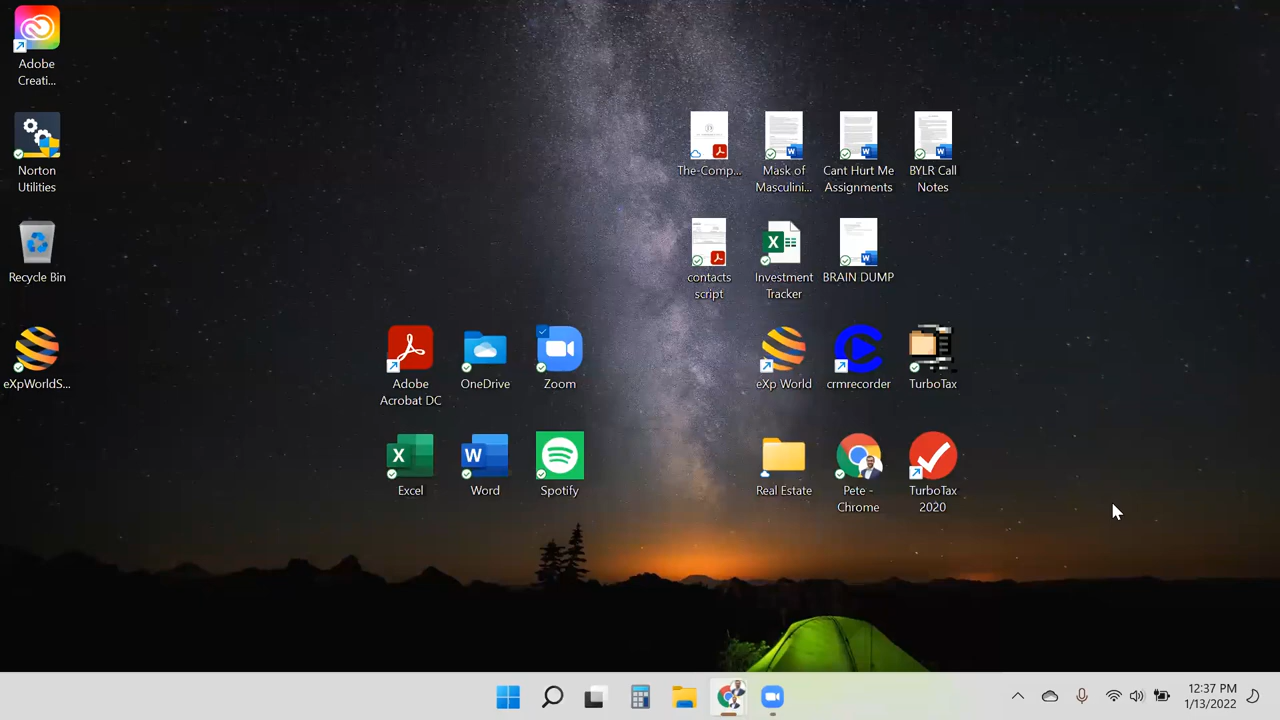 Adobe
Creati...
Norton
Utilities
Recycle Bin
eXpWorldS...
The-Comp...
Mask of
Masculini...
Cant Hurt Me
Assignments
BYLR Call
Notes
contacts
script
Investment
Tracker
BRAIN DUMP
Adobe
Acrobat DC
OneDrive
Zoom
eXp World
crmrecorder
TurboTax
Excel
Word
Spotify
Real Estate
Pete -
Chrome
TurboTax
2020
12:37 PM
1/13/2022